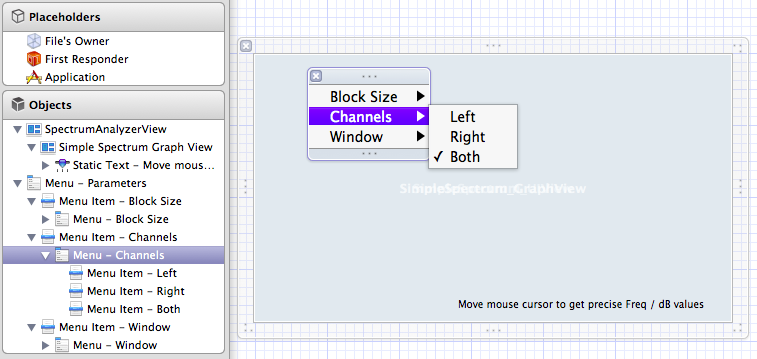 Placeholders
File's Owner
First Responder
Application
Objects
SpectrumAnalyzerView
Simple Spectrum Graph View
Static Text – Move mous...
Menu – Parameters
Menu Item – Block Size
Menu – Block Size
Menu Item – Channels
Menu – Channels
Menu Item – Left
Menu Item – Right
Menu Item – Both
Menu Item – Window
Menu – Window
Block Size
Channels
Window
Left
Right
✓ Both
Move mouse cursor to get precise Freq / dB values